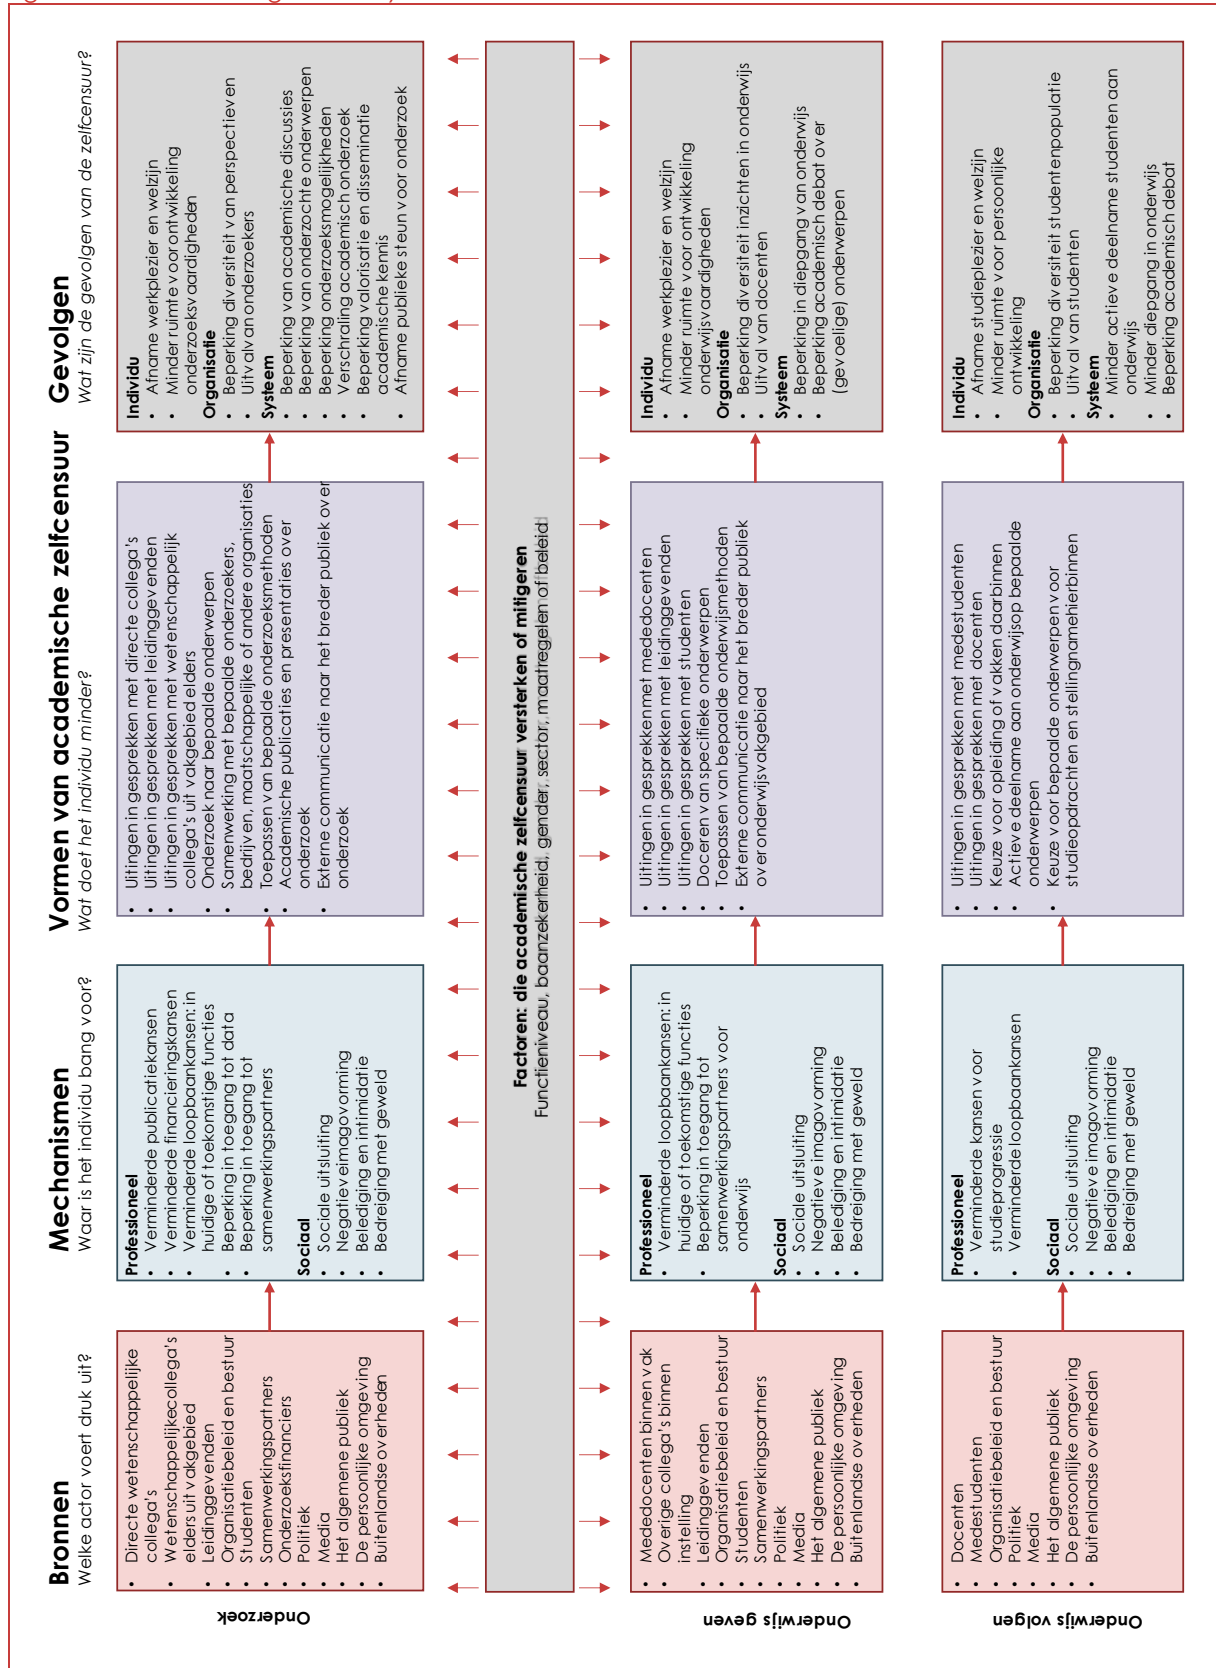 Bronnen
Welke actor voert druk uit?
Mechanismen
Waar is het individu bang voor?
Vormen van academische zelfcensuur
Wat doet het individu minder?
Gevolgen
Wat zijn de gevolgen van de zelfcensuur?
Onderzoek
• Directe wetenschappelijke
collega's
• Wetenschappelijke collega's
elders uit vakgebied
• Leidinggevenden
• Organisatiebeleid en bestuur
• Studenten
• Samenwerkingspartners
• Onderzoeksfinanciers
• Politiek
• Media
• Het algemene publiek
• De persoonlijke omgeving
• Buitenlandse overheden
Professioneel
• Verminderde publicatiekansen
• Verminderde financieringskansen
• Verminderde loopbaankansen: in
huidige of toekomstige functies
• Beperking in toegang tot data
• Beperking in toegang tot
samenwerkingspartners
Sociaal
• Sociale uitsluiting
• Negatieve imagovorming
• Belediging en intimidatie
• Bedreiging met geweld
• Uitingen in gesprekken met directe collega's
• Uitingen in gesprekken met leidinggevenden
• Uitingen in gesprekken met wetenschappelijk
collega's uit vakgebied elders
• Onderzoek naar bepaalde onderwerpen
• Samenwerking met bepaalde onderzoekers,
bedrijven, maatschappelijke of andere organisaties
• Toepassen van bepaalde onderzoeksmethoden
• Academische publicaties en presentaties over
onderzoek
• Externe communicatie naar het breder publiek over
onderzoek
Individu
• Afname werkplezier en welzijn
• Minder ruimte voor ontwikkeling
onderzoeksvaardigheden
Organisatie
• Beperking diversiteit van perspectieven
• Uitval van onderzoekers
Systeem
• Beperking van academische discussies
• Beperking van onderzochte onderwerpen
• Beperking onderzoeksmogelijkheden
• Verschraling academisch onderzoek
• Beperking valorisatie en disseminatie
academische kennis
• Afname publieke steun voor onderzoek
Factoren: die academische zelfcensuur versterken of mitigeren
Functieniveau, baanzekerheid, gender, sector, maatregelen of beleid
Onderwijs geven
• Mededocenten binnen vak
• Overige collega's binnen
instelling
• Leidinggevenden
• Organisatiebeleid en bestuur
• Studenten
• Samenwerkingspartners
• Politiek
• Media
• Het algemene publiek
• De persoonlijke omgeving
• Buitenlandse overheden
Professioneel
• Verminderde loopbaankansen: in
huidige of toekomstige functies
• Beperking in toegang tot
samenwerkingspartners voor
onderwijs
Sociaal
• Sociale uitsluiting
• Negatieve imagovorming
• Belediging en intimidatie
• Bedreiging met geweld
• Uitingen in gesprekken met mededocenten
• Uitingen in gesprekken met leidinggevenden
• Uitingen in gesprekken met studenten
• Doceren van specifieke onderwerpen
• Toepassen van bepaalde onderwijsmethoden
• Externe communicatie naar het breder publiek
over onderwijsvakgebied
Individu
• Afname werkplezier en welzijn
• Minder ruimte voor ontwikkeling
onderwijsvaardigheden
Organisatie
• Beperking diversiteit inzichten in onderwijs
• Uitval van docenten
Systeem
• Beperking in diepgang van onderwijs
• Beperking academisch debat over
(gevoelige) onderwerpen
Onderwijs volgen
• Docenten
• Medestudenten
• Organisatiebeleid en bestuur
• Politiek
• Media
• Het algemene publiek
• De persoonlijke omgeving
• Buitenlandse overheden
Professioneel
• Verminderde kansen voor
studieprogressie
• Verminderde loopbaankansen
Sociaal
• Sociale uitsluiting
• Negatieve imagovorming
• Belediging en intimidatie
• Bedreiging met geweld
• Uitingen in gesprekken met medestudenten
• Uitingen in gesprekken met docenten
• Keuze voor opleiding of vakken daarbinnen
• Actieve deelname aan onderwijs op bepaalde
onderwerpen
• Keuze voor bepaalde onderwerpen voor
studieopdrachten en stellingname hierbinnen
Individu
• Afname studieplezier en welzijn
• Minder ruimte voor persoonlijke
ontwikkeling
Organisatie
• Beperking diversiteit studentenpopulatie
• Uitval van studenten
Systeem
• Minder actieve deelname studenten aan
onderwijs
• Minder diepgang in onderwijs
• Beperking academisch debat